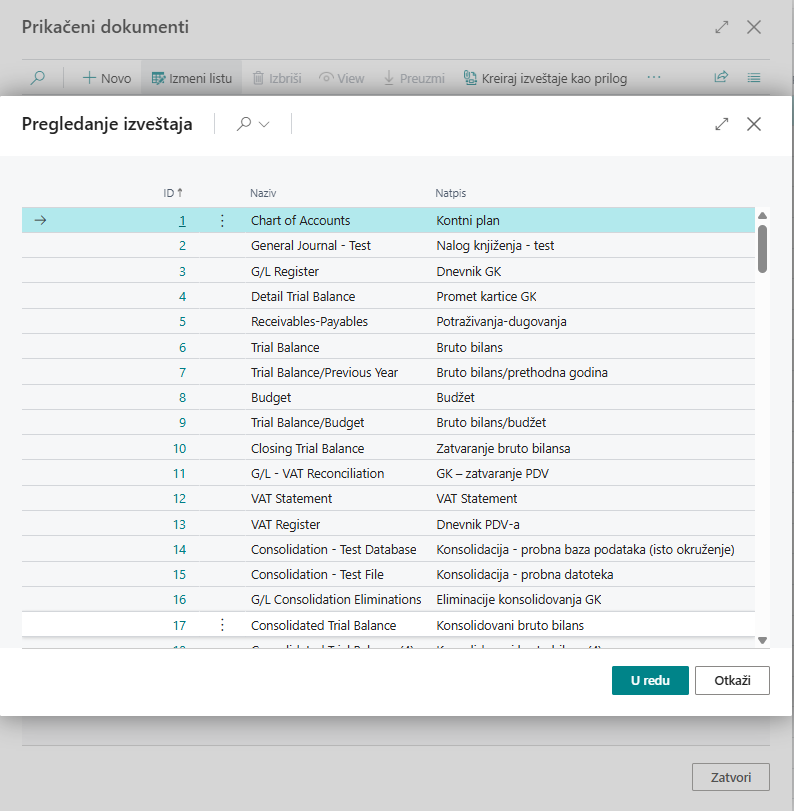 Prikačeni dokumenti
Novo Izmeni listu Izbriši View Preuzmi Kreiraj izveštaje kao prilog ...
Pregledanje izveštaja
ID↑ Naziv Natpis
1 Chart of Accounts Kontni plan
2 General Journal - Test Nalog knjiženja - test
3 G/L Register Dnevnik GK
4 Detail Trial Balance Promet kartice GK
5 Receivables-Payables Potraživanja-dugovanja
6 Trial Balance Bruto bilans
7 Trial Balance/Previous Year Bruto bilans/prethodna godina
8 Budget Budžet
9 Trial Balance/Budget Bruto bilans/budžet
10 Closing Trial Balance Zatvaranje bruto bilansa
11 G/L - VAT Reconciliation GK – zatvaranje PDV
12 VAT Statement VAT Statement
13 VAT Register Dnevnik PDV-a
14 Consolidation - Test Database Konsolidacija - probna baza podataka (isto okruženje)
15 Consolidation - Test File Konsolidacija - probna datoteka
16 G/L Consolidation Eliminations Eliminacije konsolidovanja GK
17 Consolidated Trial Balance Konsolidovani bruto bilans
U redu Otkaži
Zatvori